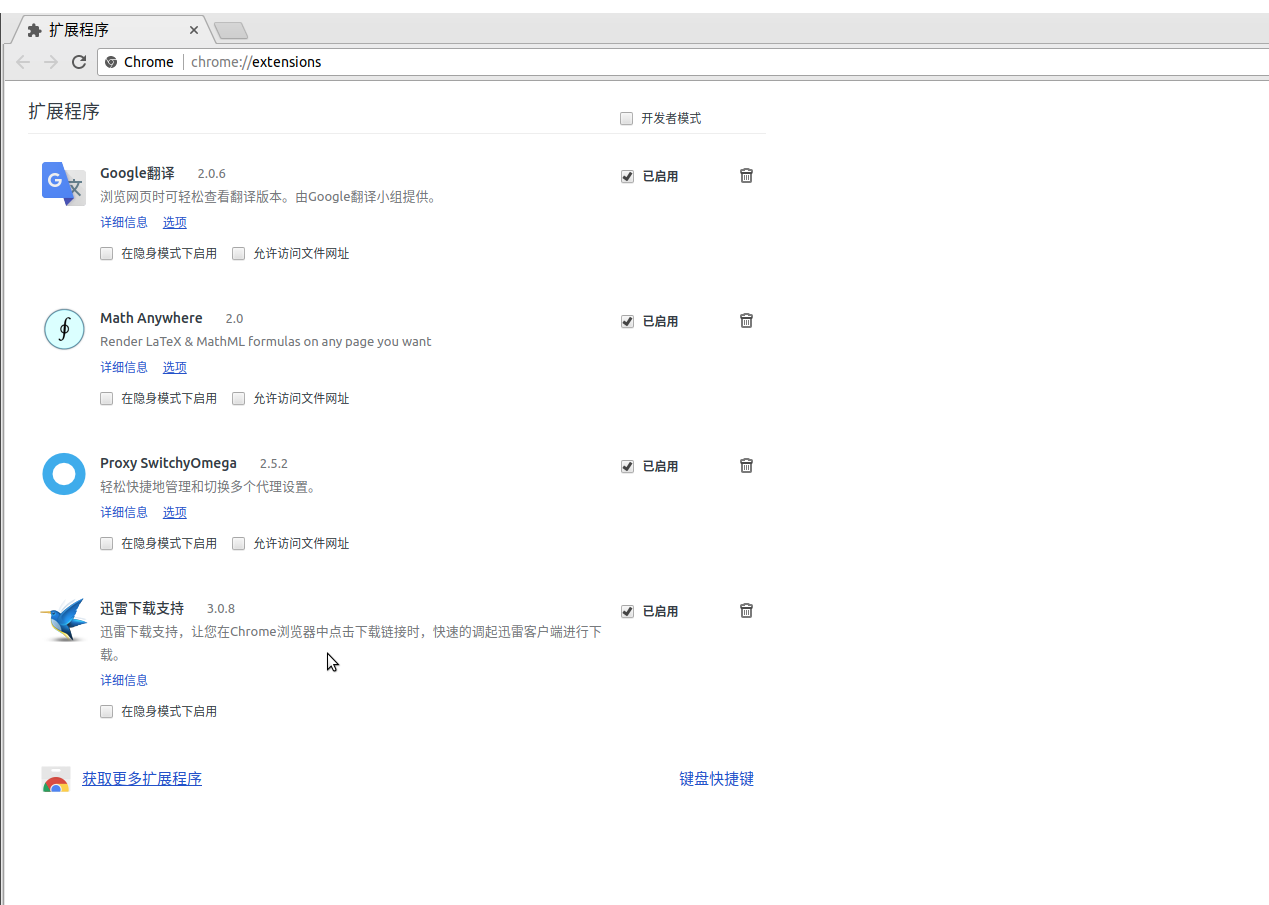 扩展程序
Chrome chrome://extensions
扩展程序
开发者模式
Google翻译 2.0.6
已启用
浏览网页时可轻松查看翻译版本。由Google翻译小组提供。
详细信息 选项
在隐身模式下启用 允许访问文件网址
Math Anywhere 2.0
已启用
Render LaTeX & MathML formulas on any page you want
详细信息 选项
在隐身模式下启用 允许访问文件网址
Proxy SwitchyOmega 2.5.2
已启用
轻松快捷地管理和切换多个代理设置。
详细信息 选项
在隐身模式下启用 允许访问文件网址
迅雷下载支持 3.0.8
已启用
迅雷下载支持，让您在Chrome浏览器中点击下载链接时，快速的调起迅雷客户端进行下
载。
详细信息
在隐身模式下启用
获取更多扩展程序 键盘快捷键